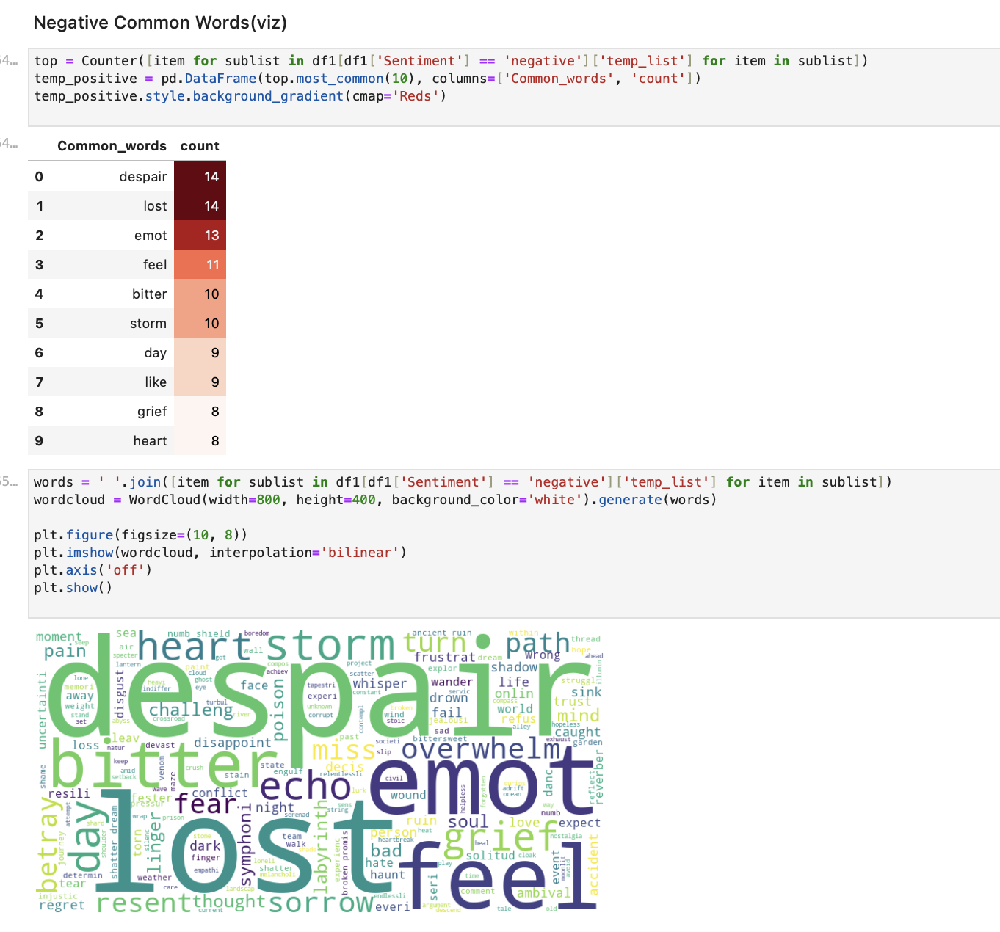 Negative Common Words(viz)
54…
top = Counter([item for sublist in df1[df1['Sentiment'] == 'negative']['temp_list'] for item in sublist])
temp_positive = pd.DataFrame(top.most_common(10), columns=['Common_words', 'count'])
temp_positive.style.background_gradient(cmap='Reds')
54…
Common_words count
0 despair 14
1 lost 14
2 emot 13
3 feel 11
4 bitter 10
5 storm 10
6 day 9
7 like 9
8 grief 8
9 heart 8
55…
words = ' '.join([item for sublist in df1[df1['Sentiment'] == 'negative']['temp_list'] for item in sublist])
wordcloud = WordCloud(width=800, height=400, background_color='white').generate(words)
plt.figure(figsize=(10, 8))
plt.imshow(wordcloud, interpolation='bilinear')
plt.axis('off')
plt.show()
moment
sea
numb shield
boredom
ancient ruin
within
thread
seep
pain
air
specter
heart
got
wall
storm
turn
path
hope
ahead
wrong
frustrat
dream
lantern
paint
cloud
ghost
eye
compos
achiev
project
scatter
explor
shadow
illumin
despair
lone
memori
away
weight
stand
set
uncertainti
disgust
heavi
indiffer
face
poison
tapestri
experi
unknown
corrupt
whisper
constant
contempl
wander
life
struggl
drown
servic
onlin
sink
compass
trust
broken
wind
stoic
fail
world
mind
jealousi
refus
alley
hopeless
caught
turbul
challeng
river
abyss
crossroad
sad
bittersweet
exhaust
garden
leav
loss
natur
devast
disappoint
past
miss
societi
slip
overwhelm
bitter
keep
amid
setback
venom
maze
crush
stain
state
engulf
decis
relentlessli
civil
emot
shame
wave
echo
lurk
wound
helpless
forgotten
curios
adrift
ocean
danc
reflect
reverber
resili
fester
pressur
conflict
fear
night
sens
string
way
numb
betray
attempt
day
shard
wrap
prison
serenad
symphoni
labyrinth
ruin
person
heat
heartbreak
soul
love
expect
heal
grief
nostalgia
journey
shoulder
shatter dream
torn
silenc
linger
stone
dark
finger
empathi
lost
team
walk
shade
loneli
shatter
melancholi
experienc
broken promis
bad
hate
haunt
feel
play
solitud
cloak
event
moonlit
avoid
accident
determin
tear
weather
care
landscap
endlessli
seri
time
comment
ambival
injustic
regret
resent
thought
current
sorrow
everi
argument
descend
tale
old